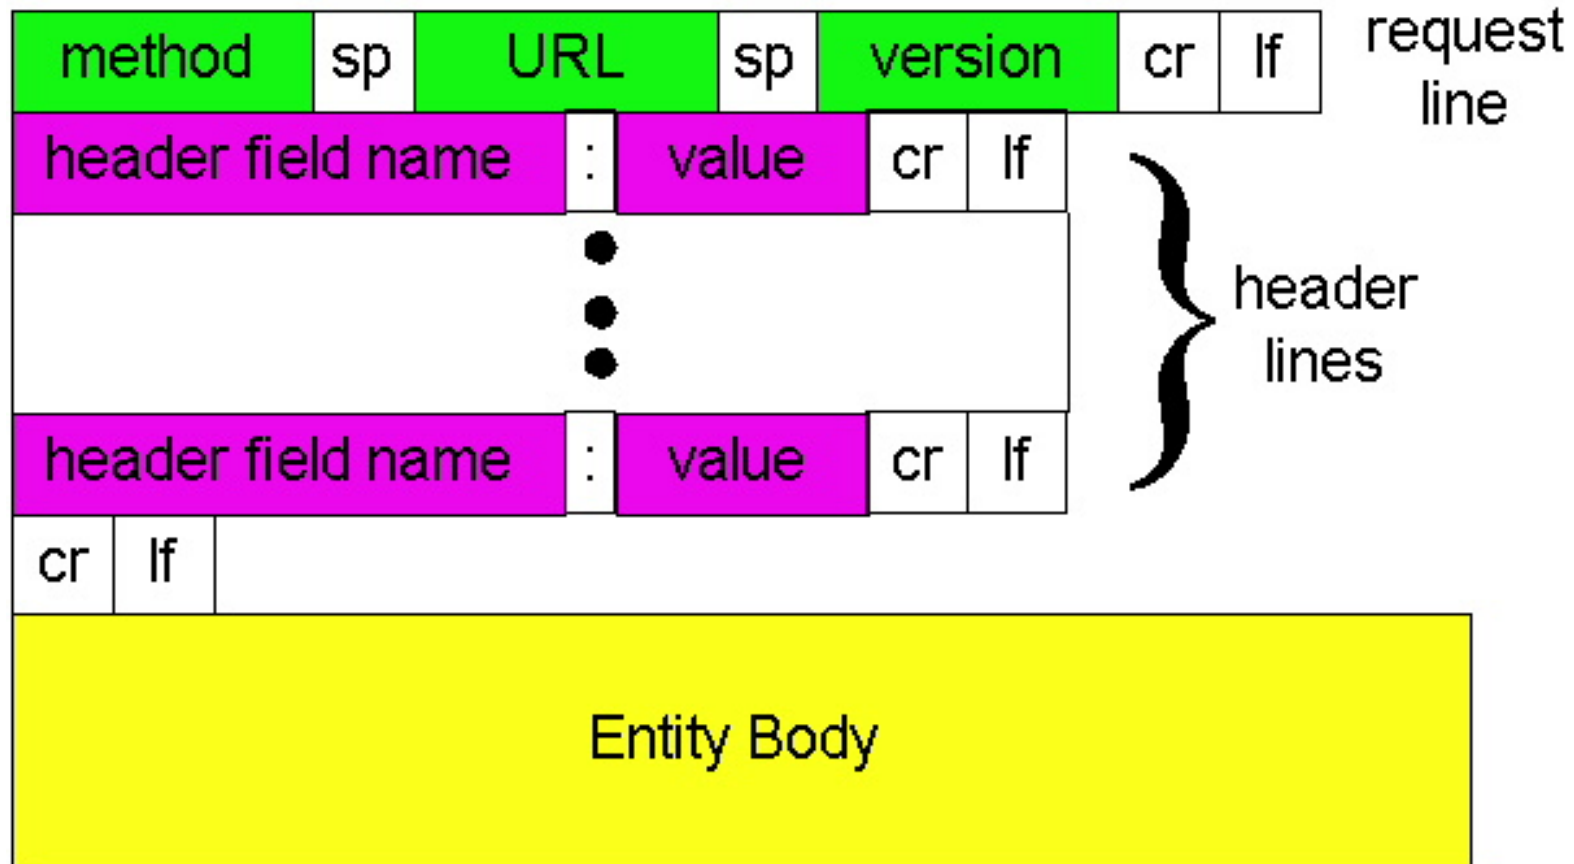 method sp URL sp version cr lf
request
line
header field name : value cr lf
header
lines
header field name : value cr lf
cr lf
Entity Body